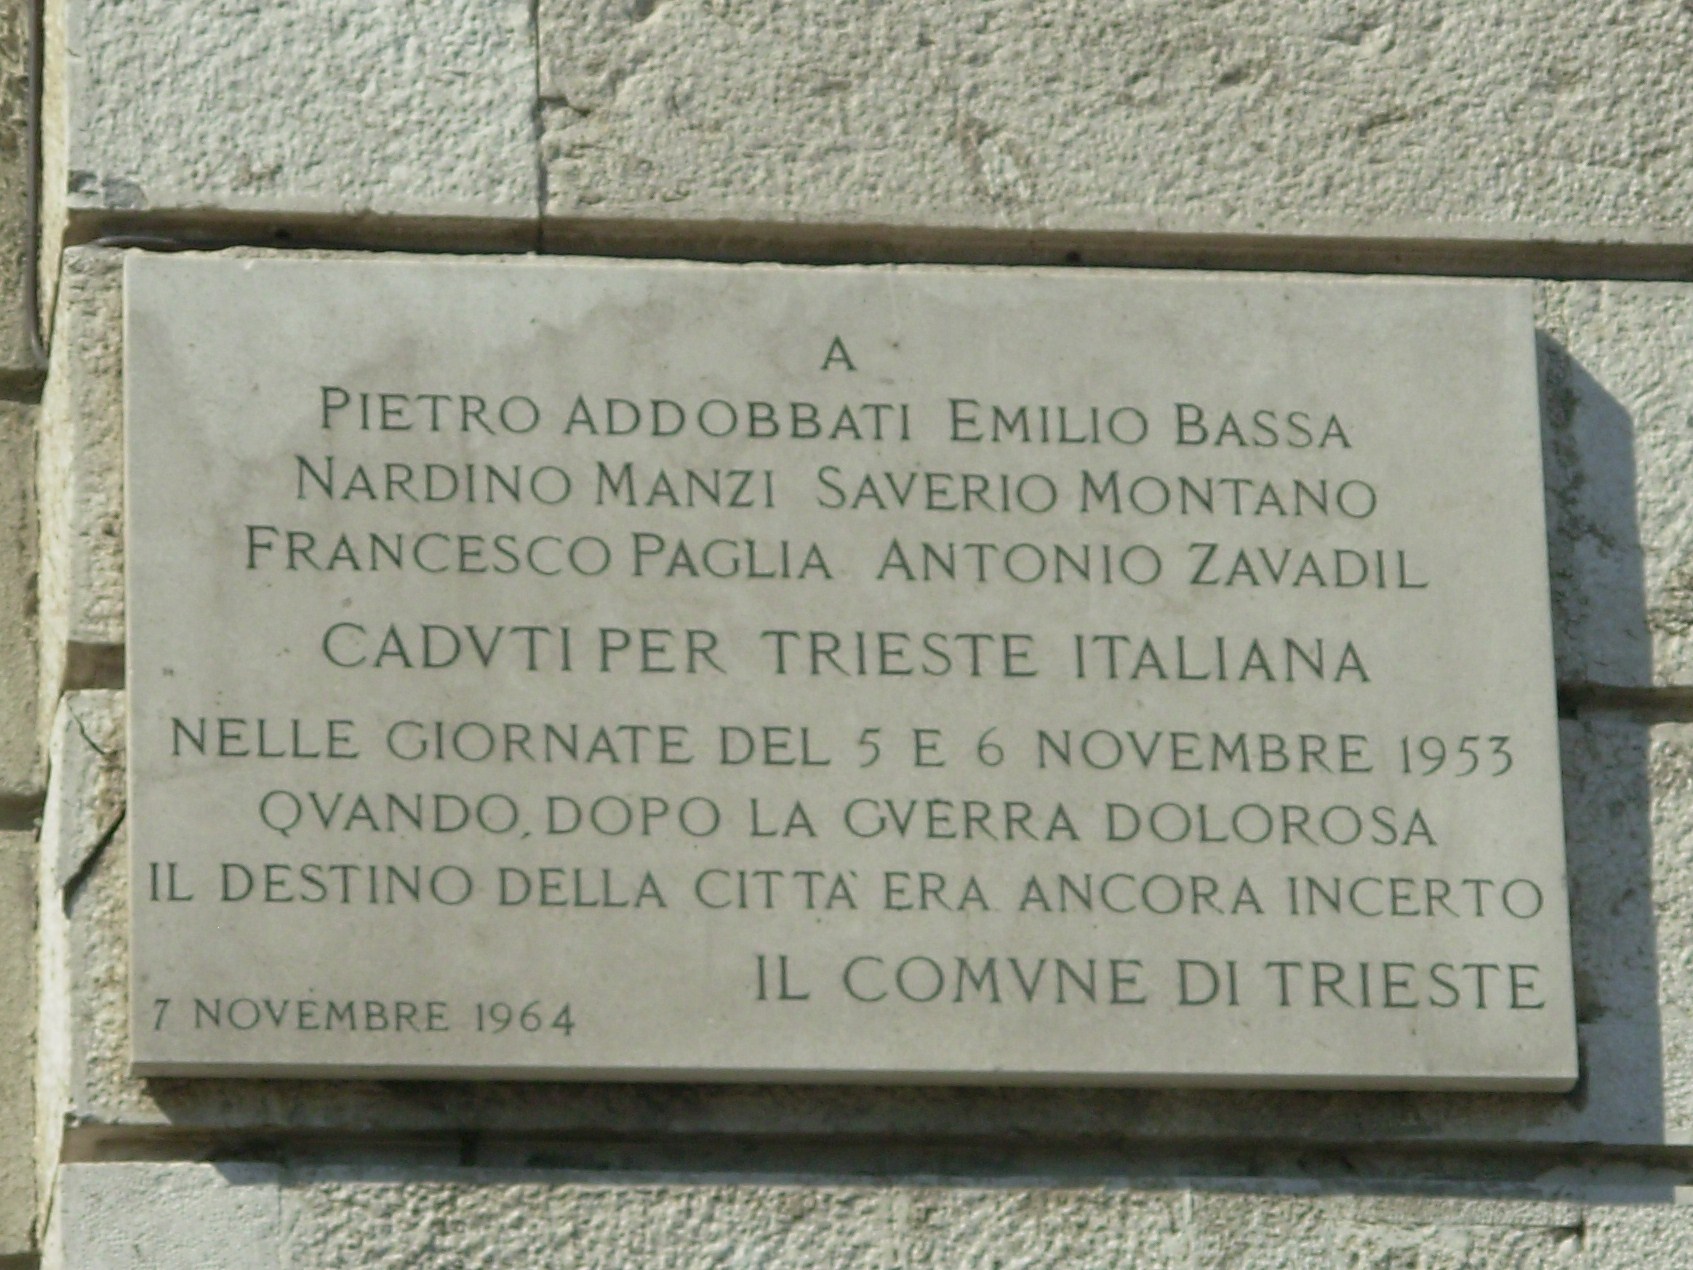 A
PIETRO ADDOBBATI EMILIO BASSA
NARDINO MANZI SAVERIO MONTANO
FRANCESCO PAGLIA ANTONIO ZAVADIL
CADVTI PER TRIESTE ITALIANA
NELLE GIORNATE DEL 5 E 6 NOVEMBRE 1953
QVANDO, DOPO LA GVERRA DOLOROSA
IL DESTINO DELLA CITTA' ERA ANCORA INCERTO
IL COMVNE DI TRIESTE
7 NOVEMBRE 1964